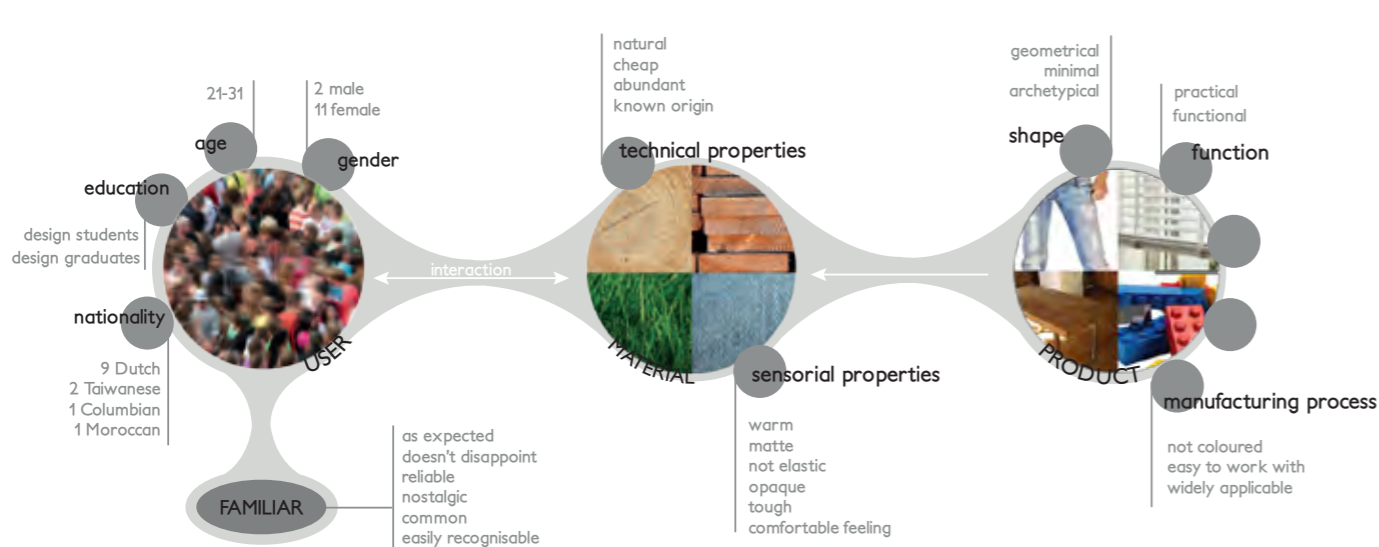 21-31
2 male
11 female
age
gender
education
design students
design graduates
nationality
9 Dutch
2 Taiwanese
1 Columbian
1 Moroccan
USER
FAMILIAR
as expected
doesn't disappoint
reliable
nostalgic
common
easily recognisable
interaction
natural
cheap
abundant
known origin
technical properties
MATERIAL
sensorial properties
warm
matte
not elastic
opaque
tough
comfortable feeling
geometrical
minimal
archetypical
shape
practical
functional
function
PRODUCT
manufacturing process
not coloured
easy to work with
widely applicable